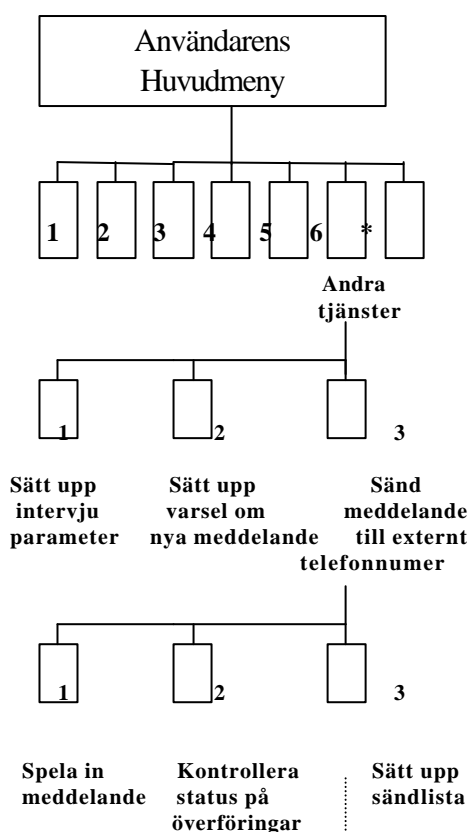 Användarens
Huvudmeny
1 2 3 4 5 6 *
Andra
tjänster
1 2 3
Sätt upp
intervju
parameter
Sätt upp
varsel om
nya meddelande
Sänd
meddelande
till externt
telefonnumer
1 2 3
Spela in
meddelande
Kontrollera
status på
överföringar
Sätt upp
sändlista